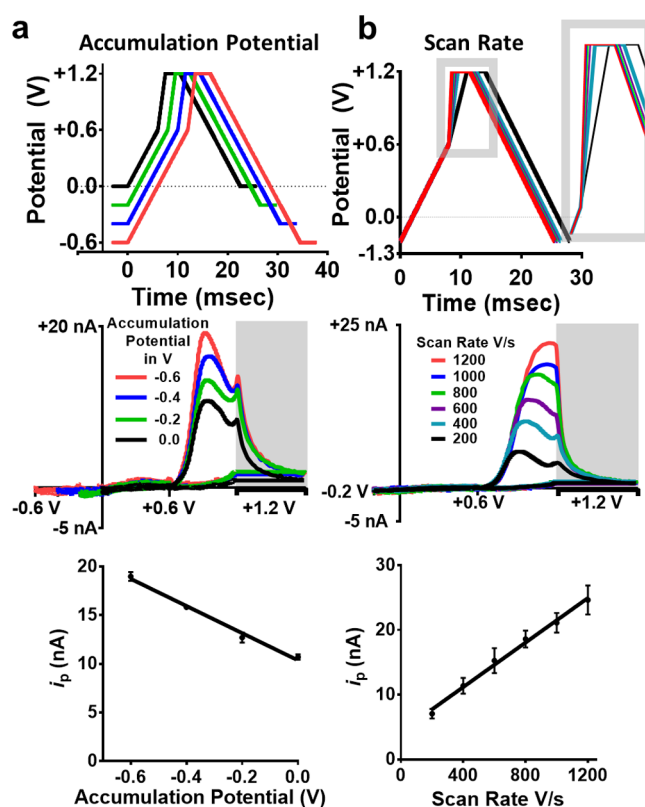 a
Accumulation Potential
Potential (V)
+1.2
+0.6
0.0
-0.6
0
10
20
30
40
Time (msec)
b
Scan Rate
Potential (V)
+1.2
+0.6
0.0
-1.3
0
10
20
30
Time (msec)
+20 nA
Accumulation
Potential
in V
-0.6
-0.4
-0.2
0.0
-0.6 V
+0.6 V
+1.2 V
-5 nA
+25 nA
Scan Rate V/s
1200
1000
800
600
400
200
-0.2 V
+0.6 V
+1.2 V
-5 nA
ip (nA)
20
15
10
5
0
-0.6
-0.4
-0.2
0.0
Accumulation Potential (V)
ip (nA)
30
20
10
0
0
400
800
1200
Scan Rate V/s